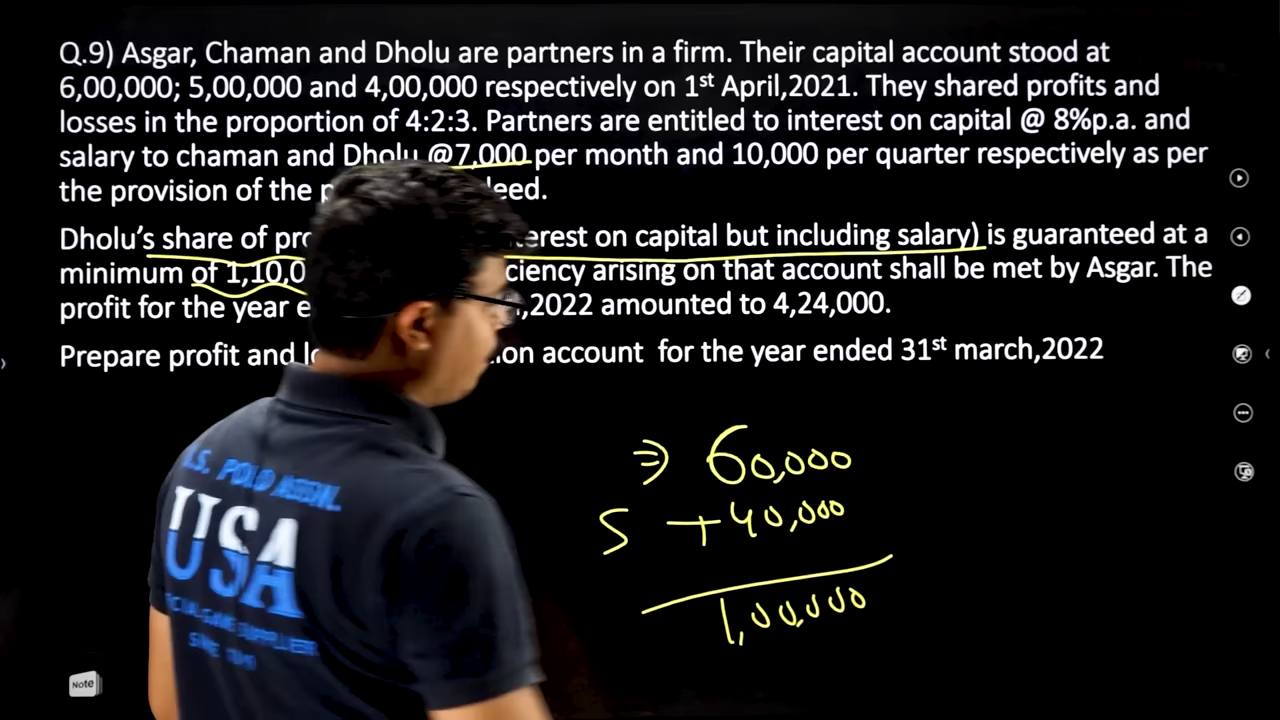 Q.9) Asgar, Chaman and Dholu are partners in a firm. Their capital account stood at
6,00,000; 5,00,000 and 4,00,000 respectively on 1st April,2021. They shared profits and
losses in the proportion of 4:2:3. Partners are entitled to interest on capital @ 8%p.a. and
salary to chaman and Dholu @7,000 per month and 10,000 per quarter respectively as per
the provision of the
Dholu's share of erest on capital but including salary) is guaranteed at a
minimum of 1,10,0 ciency arising on that account shall be met by Asgar. The
profit for the year ,2022 amounted to 4,24,000.
Prepare profit and account for the year ended 31st march,2022
⇒ 60,000
S + 40,000
1,00,000
U.S. POLO ASSN.
USA
Note